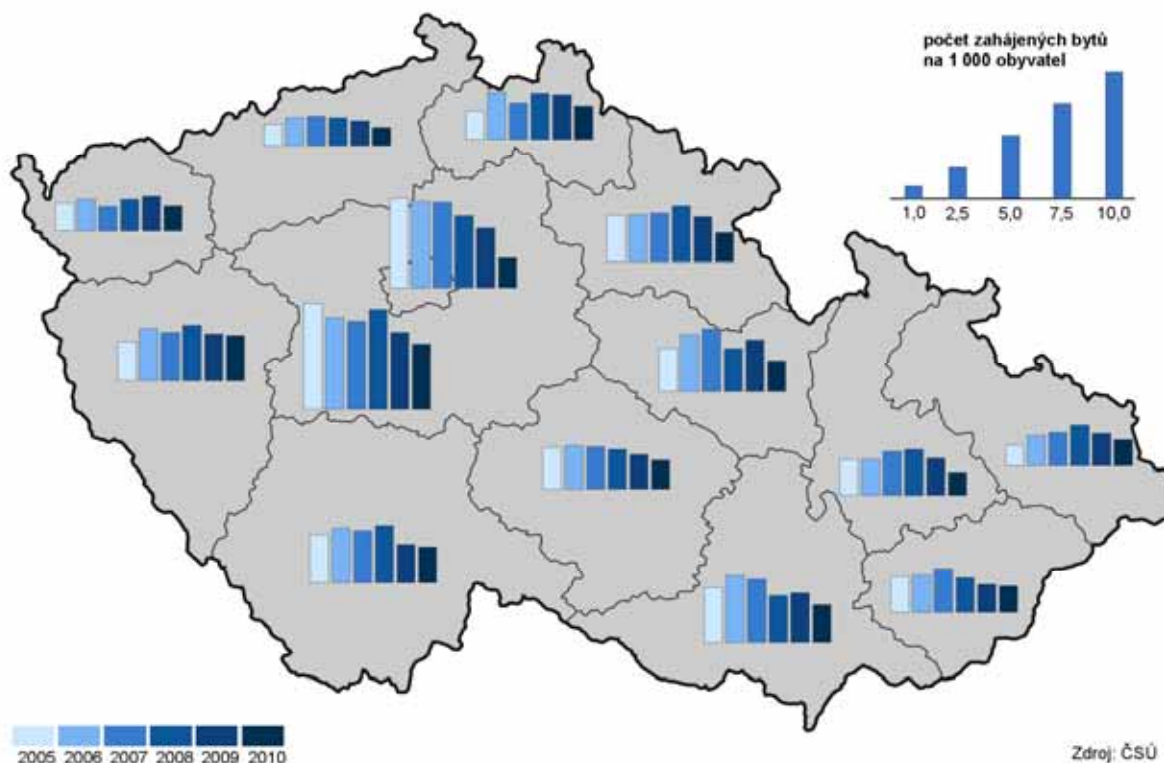 počet zahájených bytů
na 1 000 obyvatel
1,0 2,5 5,0 7,5 10,0
2005 2006 2007 2008 2009 2010
Zdroj: ČSÚ